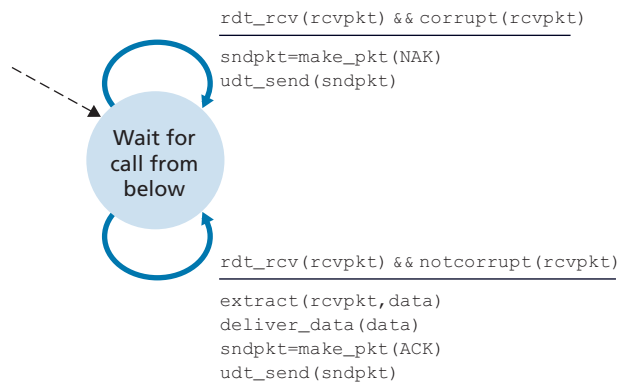 rdt_rcv(rcvpkt) && corrupt(rcvpkt)
sndpkt=make_pkt(NAK)
udt_send(sndpkt)
Wait for
call from
below
rdt_rcv(rcvpkt) && notcorrupt(rcvpkt)
extract(rcvpkt,data)
deliver_data(data)
sndpkt=make_pkt(ACK)
udt_send(sndpkt)